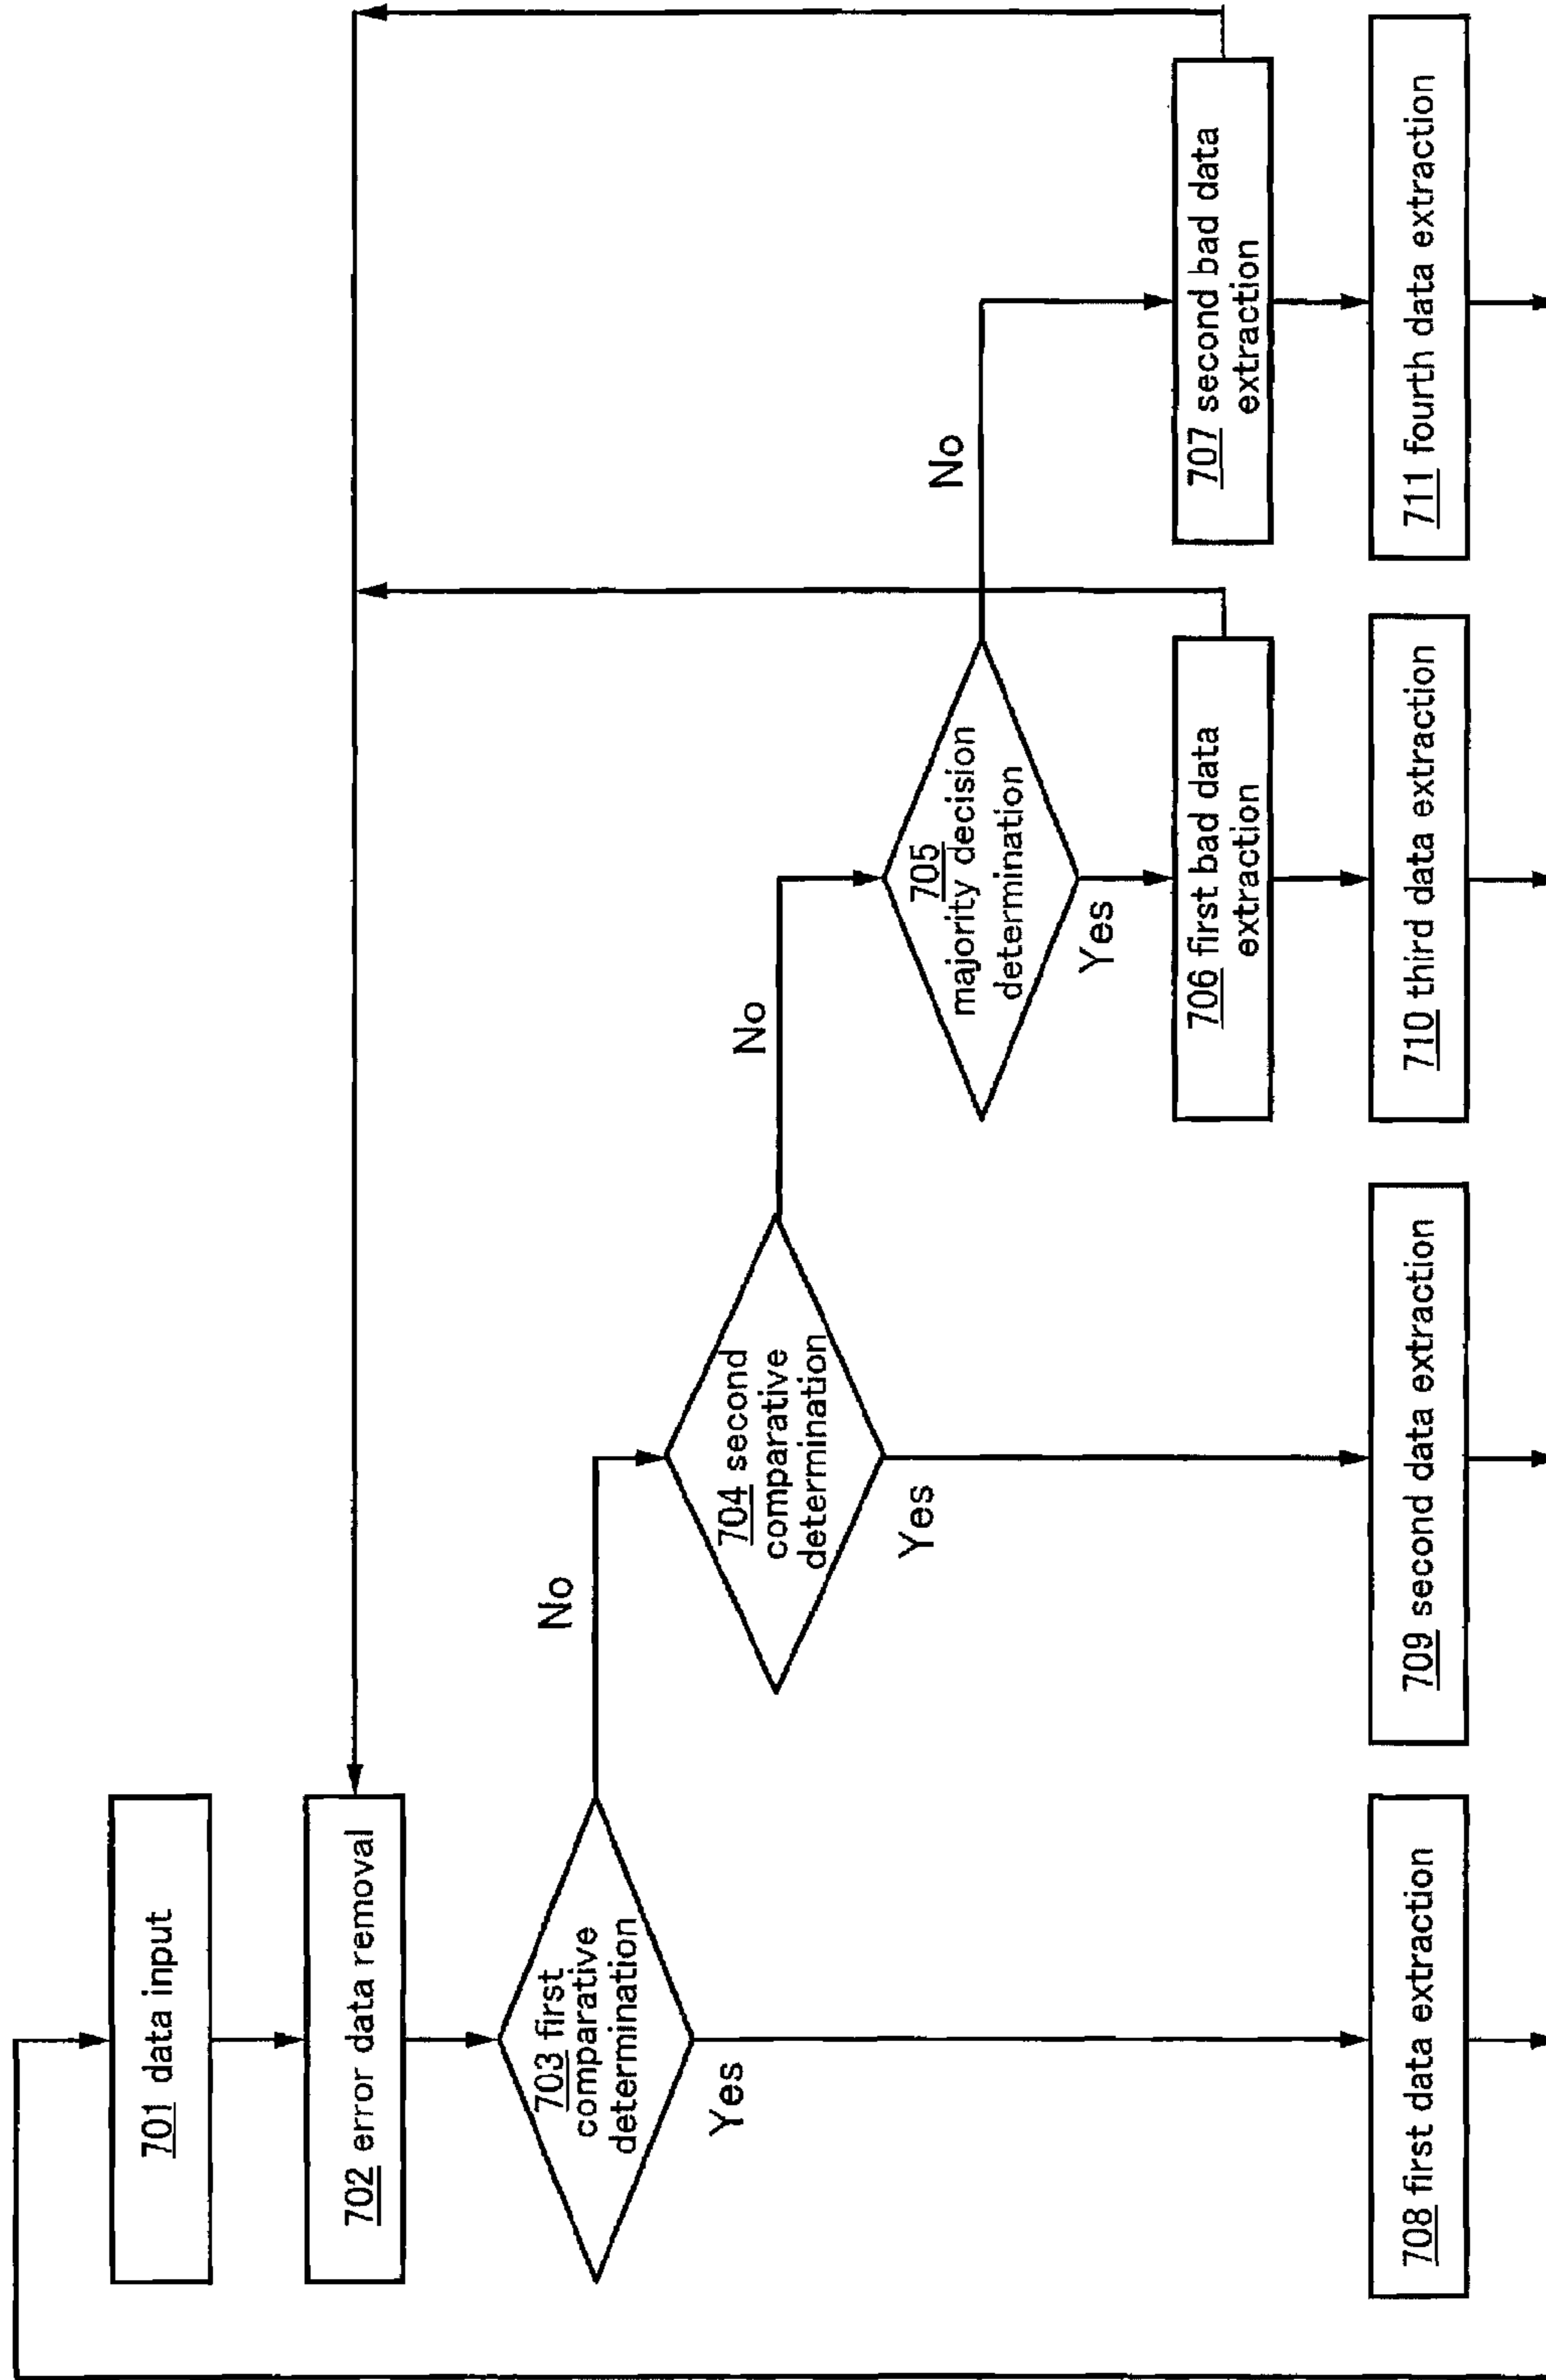 701 data input
702 error data removal
703 first
comparative
determination
No
Yes
704 second
comparative
determination
No
Yes
705
majority decision
determination
No
Yes
706 first bad data
extraction
707 second bad data
extraction
708 first data extraction
709 second data extraction
710 third data extraction
711 fourth data extraction